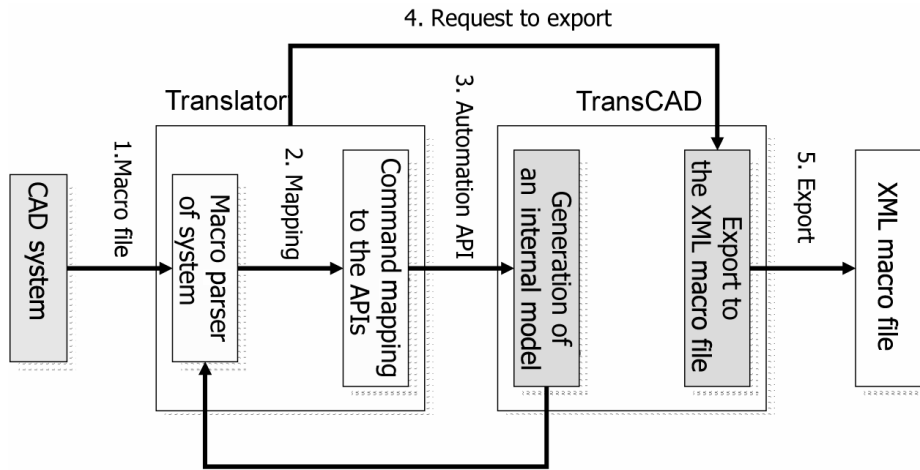 4. Request to export
Translator
TransCAD
1.Macro file
2. Mapping
3. Automation API
5. Export
CAD system
Macro parser
of system
Command mapping
to the APIs
Generation of
an internal model
Export to
the XML macro file
XML macro file